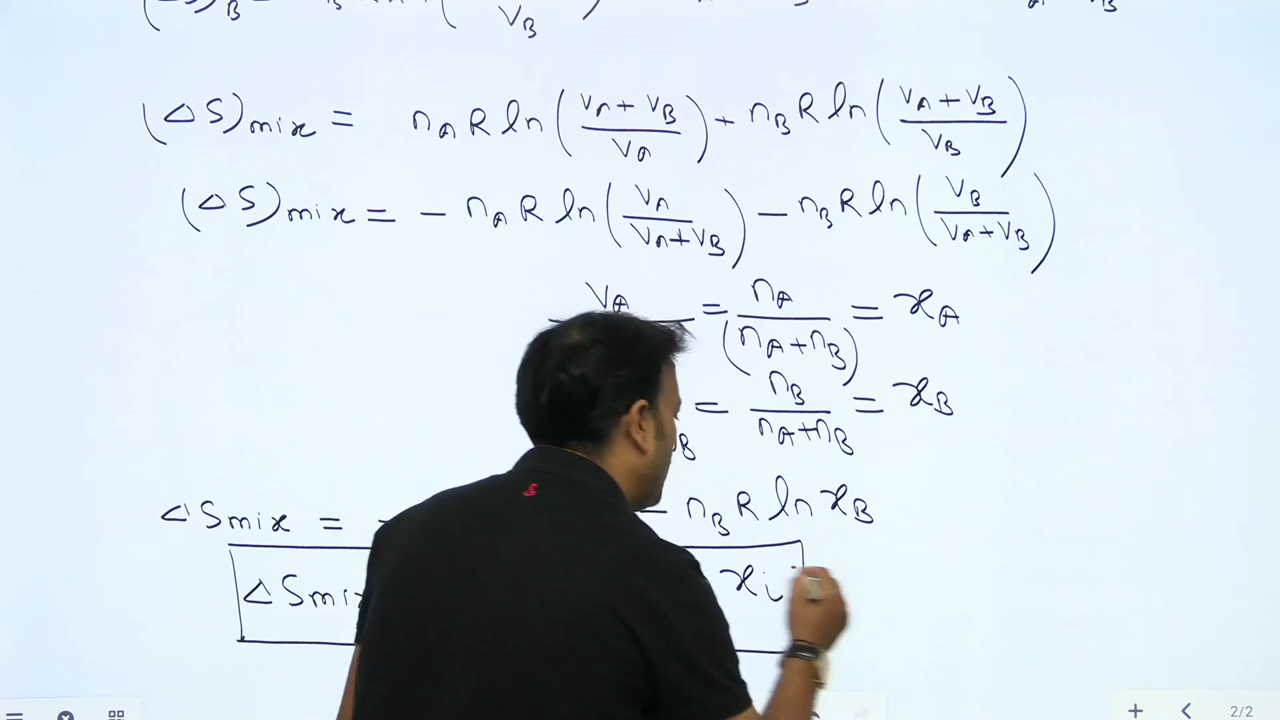 (ΔS)mix = nA R ln((VA + VB)/VA) + nB R ln((VA + VB)/VB)
(ΔS)mix = − nA R ln(VA/(VA+VB)) − nB R ln(VB/(VA+VB))
VA = nA/(nA+nB) = xA
B = nB/(nA+nB) = xB
ΔSmix = − nB R ln xB
ΔSmix xi
S
2/2